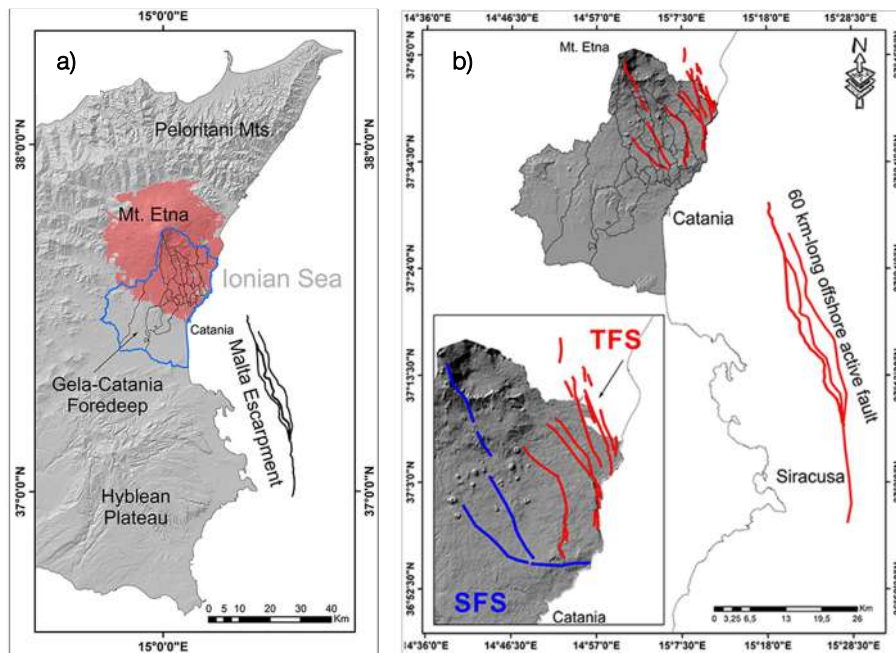 15°0'0"E
a)
38°0'0"N
38°0'0"N
Peloritani Mts.
Mt. Etna
Ionian Sea
Catania
Gela-Catania
Foredeep
Malta Escarpment
37°0'0"N
37°0'0"N
Hyblean
Plateau
0 5 10 20 30 40
Km
15°0'0"E
14°36'0"E 14°46'30"E 14°57'0"E 15°7'30"E 15°18'0"E 15°28'30"E
b)
Mt. Etna
N
37°45'0"N
37°34'30"N
Catania
37°24'0"N
60 km-long offshore active fault
37°13'30"N
TFS
37°3'0"N
Siracusa
SFS
36°52'30"N
Catania
0 3,25 6,5 13 19,5 26
Km
14°36'0"E 14°46'30"E 14°57'0"E 15°7'30"E 15°18'0"E 15°28'30"E